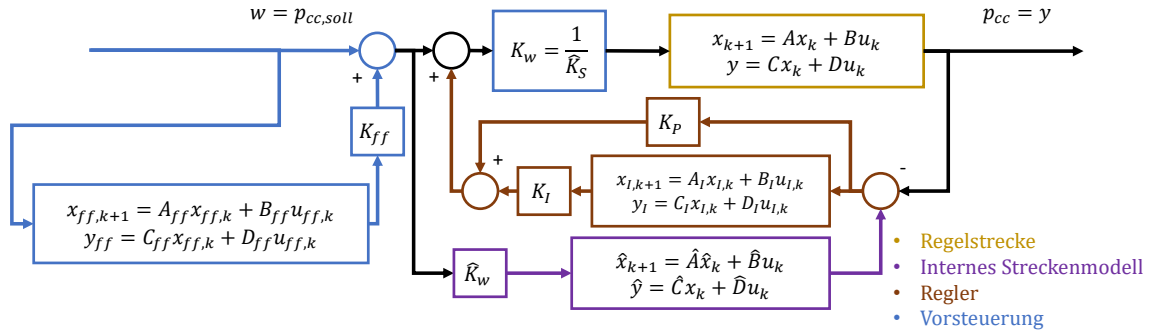 w = p_{cc,soll}
p_{cc} = y
K_w = \frac{1}{\hat{K}_S}
x_{k+1} = Ax_k + Bu_k
y = Cx_k + Du_k
+
+
K_{ff}
K_P
+
-
K_I
x_{I,k+1} = A_I x_{I,k} + B_I u_{I,k}
y_I = C_I x_{I,k} + D_I u_{I,k}
x_{ff,k+1} = A_{ff} x_{ff,k} + B_{ff} u_{ff,k}
y_{ff} = C_{ff} x_{ff,k} + D_{ff} u_{ff,k}
\hat{K}_w
\hat{x}_{k+1} = \hat{A}\hat{x}_k + \hat{B}u_k
\hat{y} = \hat{C}x_k + \hat{D}u_k
• Regelstrecke
• Internes Streckenmodell
• Regler
• Vorsteuerung